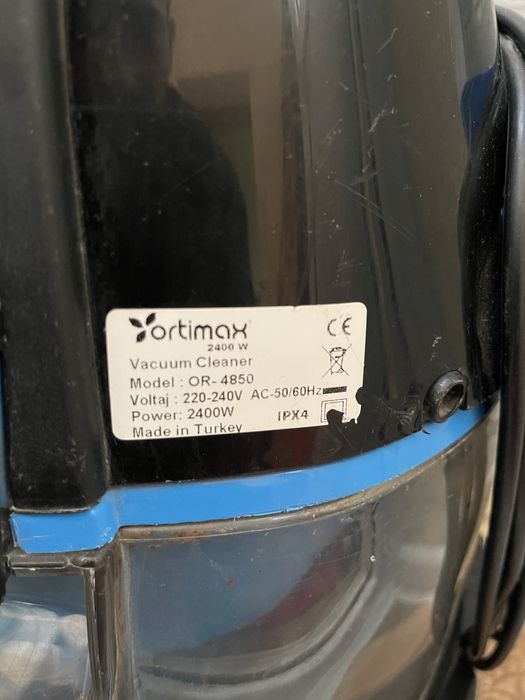 ortimax
2400 W
Vacuum Cleaner
Model : OR- 4850
Voltaj : 220-240V AC-50/60Hz
Power: 2400W IPX4
Made in Turkey
CE